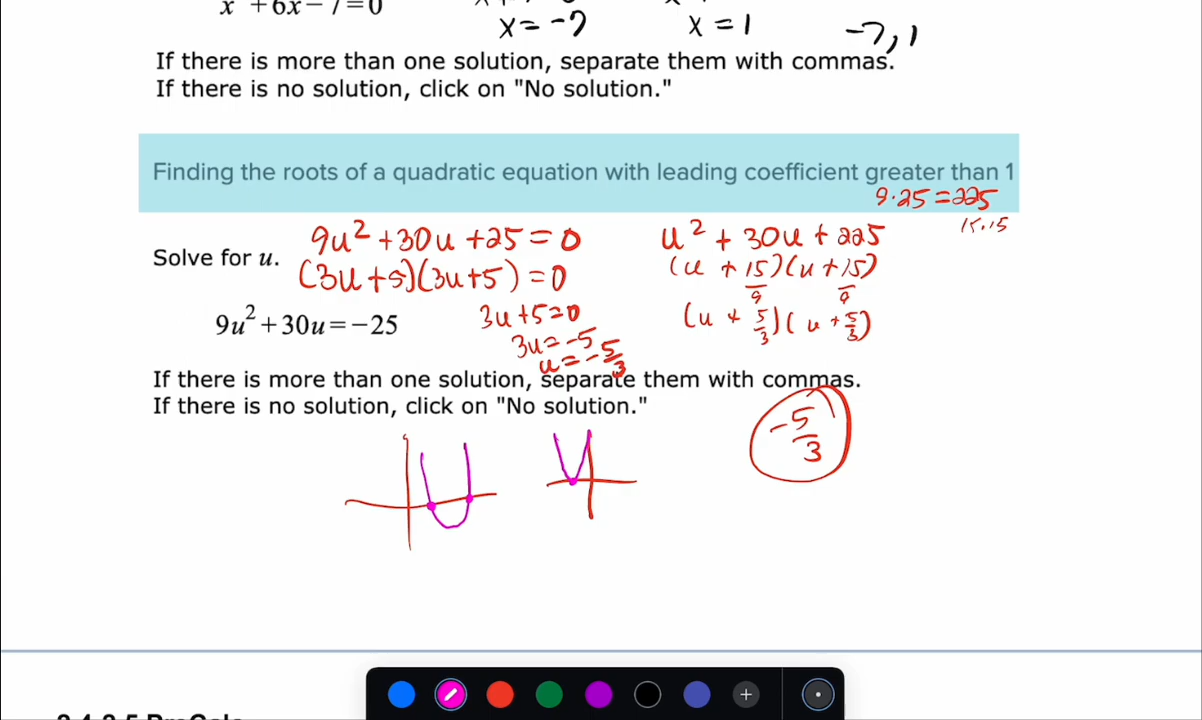 x² + 6x − 7 = 0
x = -7 x = 1 -7, 1
If there is more than one solution, separate them with commas.
If there is no solution, click on "No solution."
Finding the roots of a quadratic equation with leading coefficient greater than 1
9·25 = 225
15·15
9u² + 30u + 25 = 0 u² + 30u + 225
Solve for u.
(3u + 5)(3u + 5) = 0 (u + 15/9)(u + 15/9)
9u² + 30u = −25 3u + 5 = 0 (u + 5/3)(u + 5/3)
3u = -5
u = -5/3
If there is more than one solution, separate them with commas.
If there is no solution, click on "No solution."
-5/3